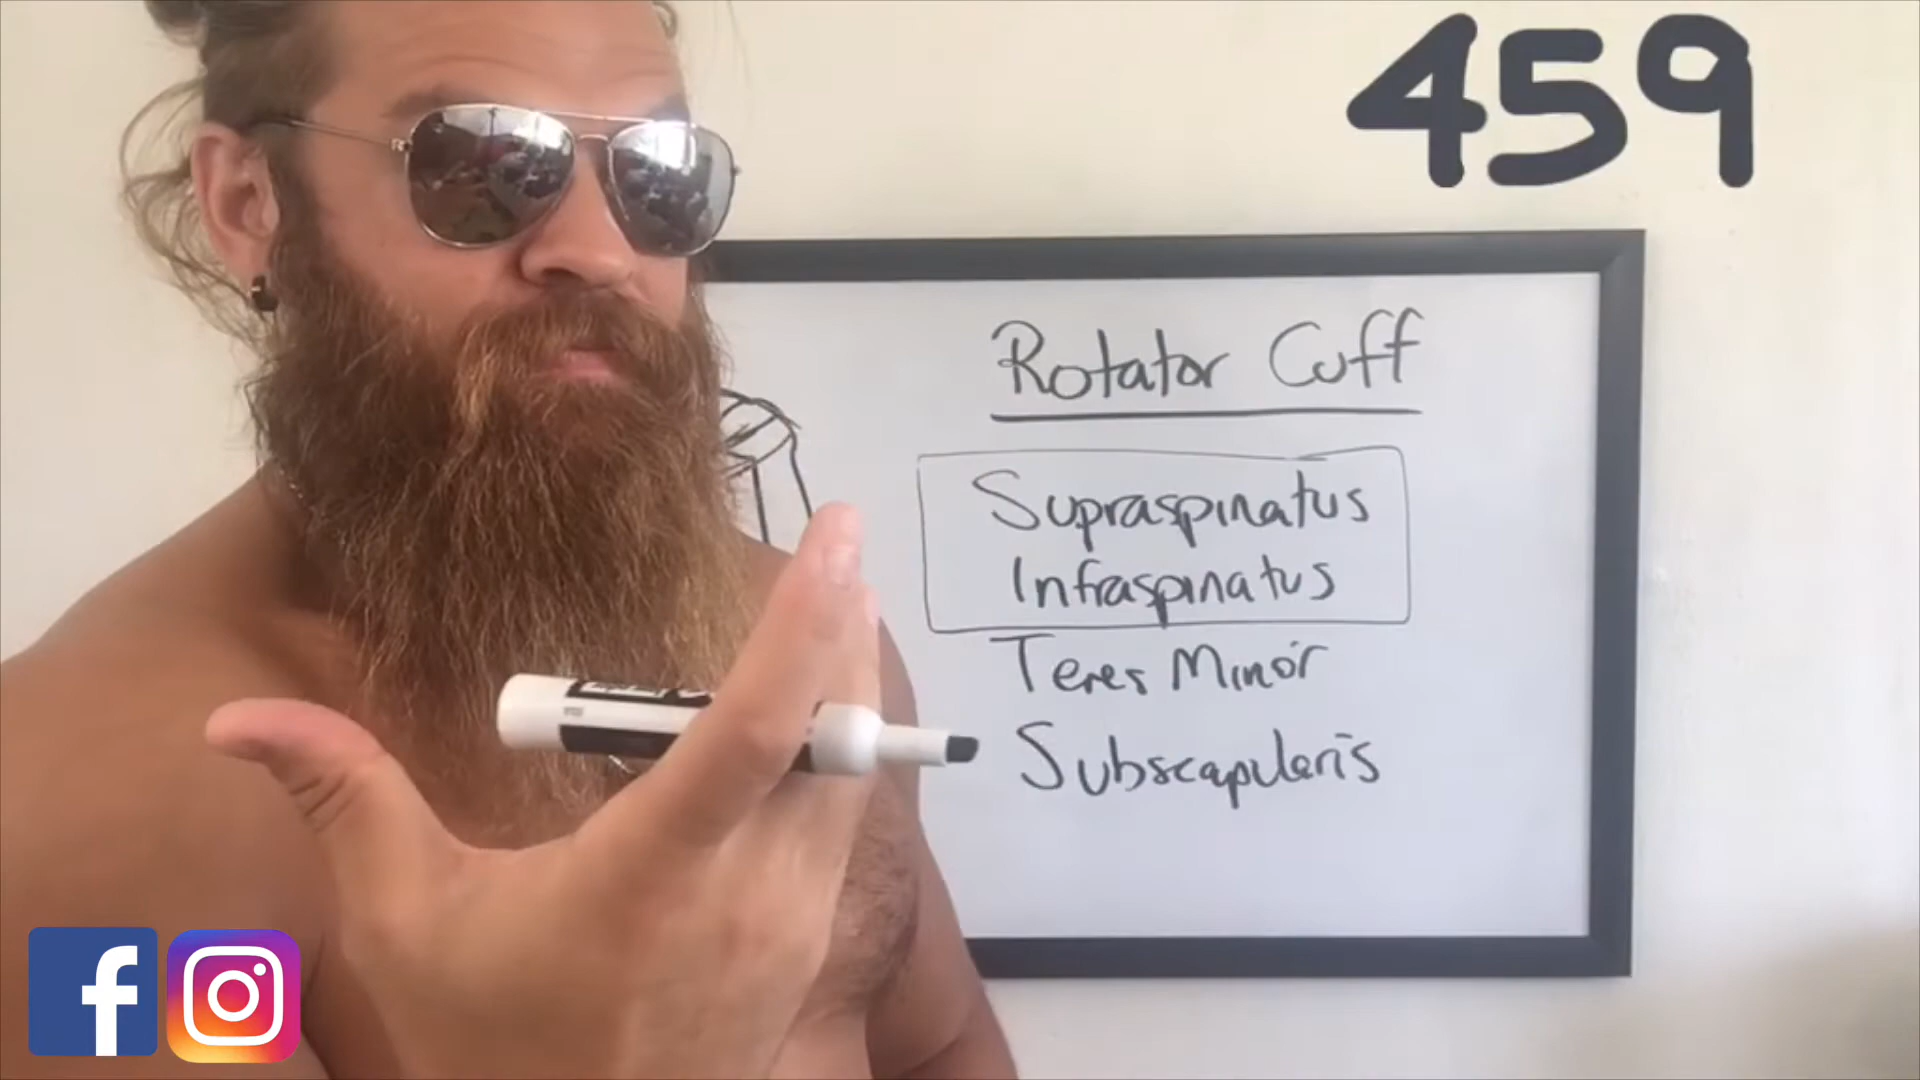 459
Rotator Cuff
Supraspinatus
Infraspinatus
Teres Minor
Subscapularis